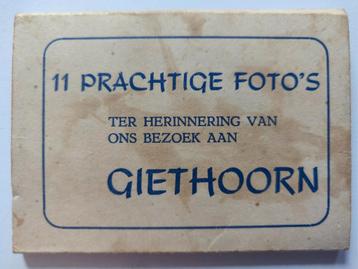 11 PRACHTIGE FOTO'S
TER HERINNERING VAN
ONS BEZOEK AAN
GIETHOORN